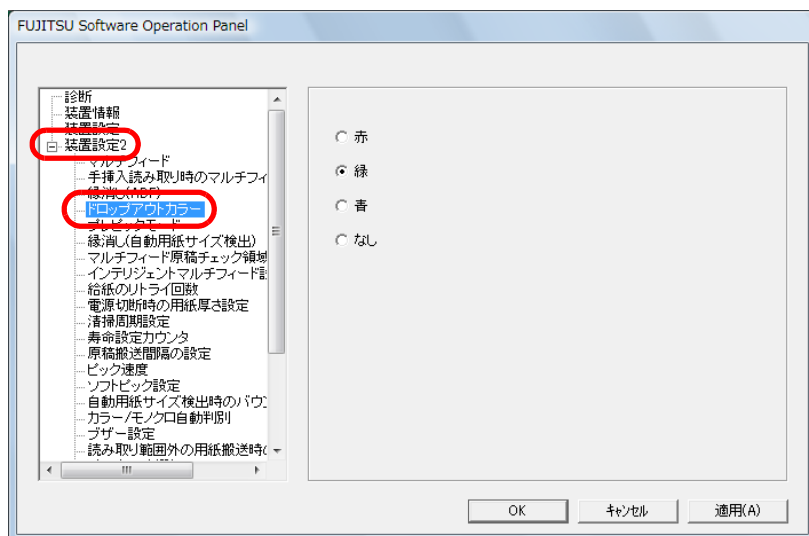 FUJITSU Software Operation Panel
診断
装置情報
装置設定
装置設定2
マルチフィード
手挿入読み取り時のマルチフィ
縁消し(ADF)
ドロップアウトカラー
プレピックモード
縁消し(自動用紙サイズ検出)
マルチフィード原稿チェック領域
インテリジェントマルチフィード
給紙のリトライ回数
電源切断時の用紙厚さ設定
清掃周期設定
寿命設定カウンタ
原稿搬送間隔の設定
ピック速度
ソフトピック設定
自動用紙サイズ検出時のバウ
カラー/モノクロ自動判別
ブザー設定
読み取り範囲外の用紙搬送時
赤
緑
青
なし
OK
キャンセル
適用(A)